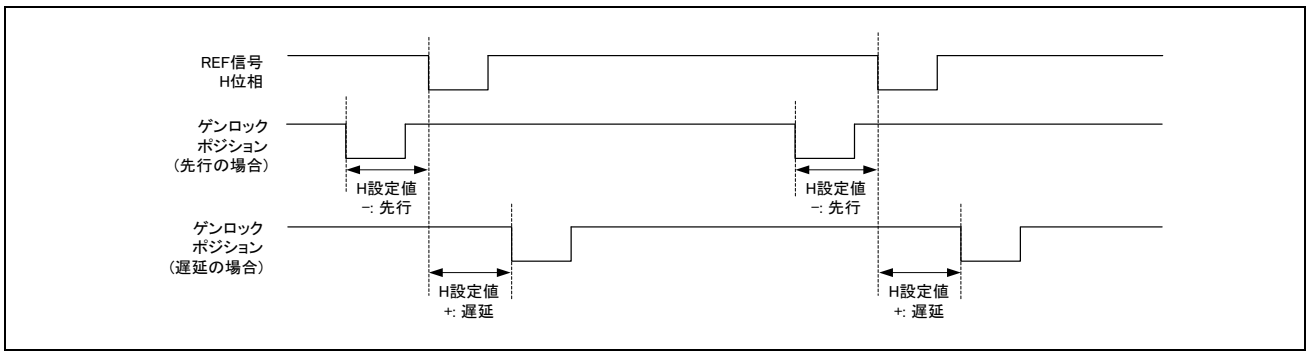 REF信号
H位相
ゲンロック
ポジション
(先行の場合)
H設定値
−: 先行
H設定値
−: 先行
ゲンロック
ポジション
(遅延の場合)
H設定値
+: 遅延
H設定値
+: 遅延